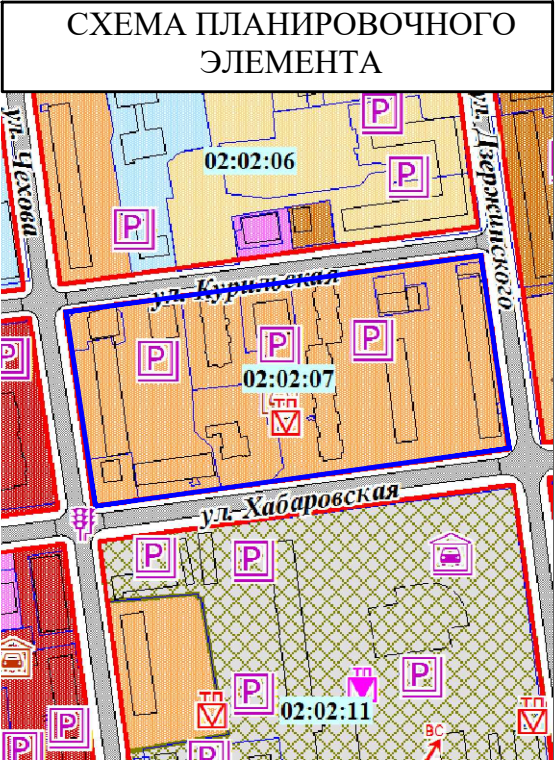 СХЕМА ПЛАНИРОВОЧНОГО
ЭЛЕМЕНТА
ул. Чехова
ул. Дзержинского
P
02:02:06
P
P
ул. Курильская
P
P
P
P
02:02:07
ул. Хабаровская
P
P
P
P
02:02:11
P
ВС
P
P